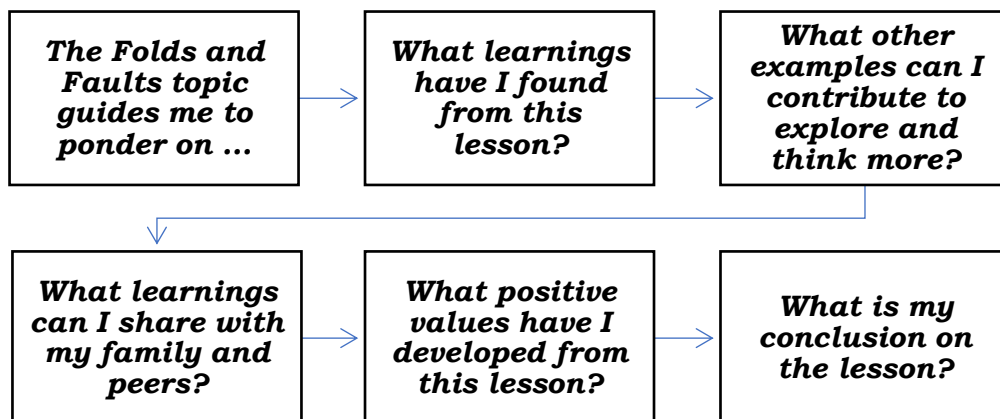 The Folds and
Faults topic
guides me to
ponder on ...
What learnings
have I found
from this
lesson?
What other
examples can I
contribute to
explore and
think more?
What learnings
can I share with
my family and
peers?
What positive
values have I
developed from
this lesson?
What is my
conclusion on
the lesson?